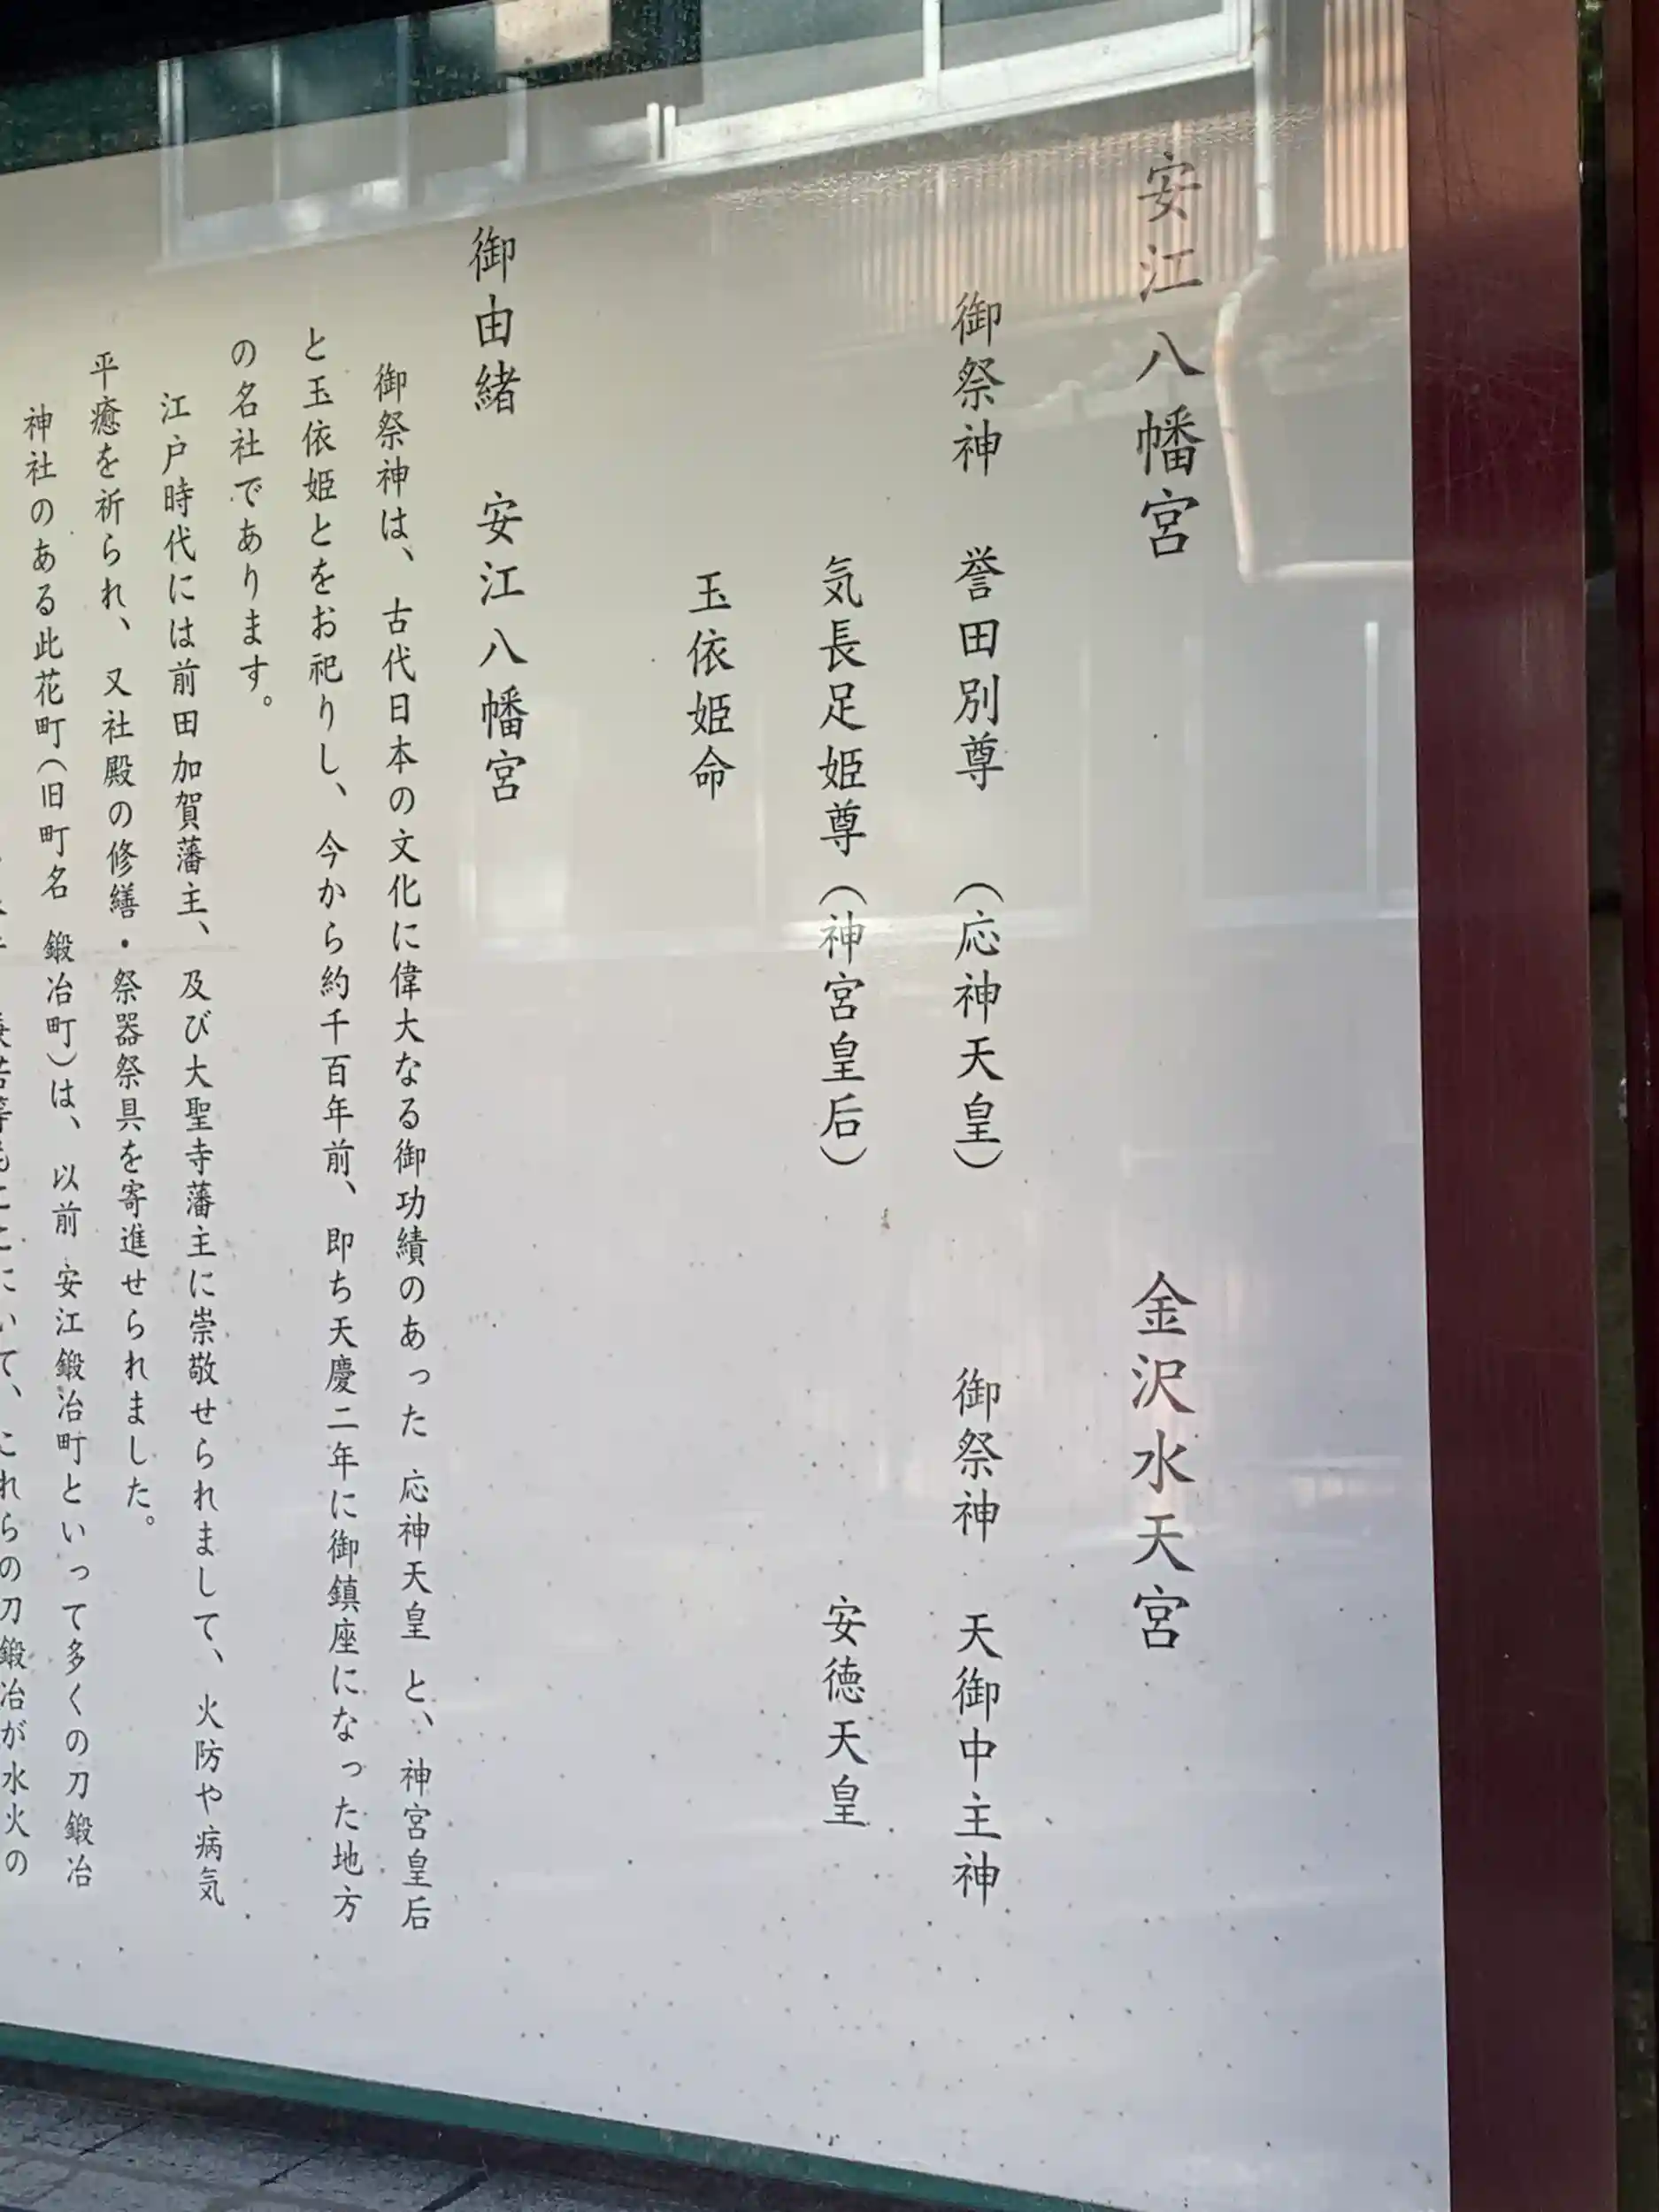 安江八幡宮
金沢水天宮
御祭神 誉田別尊(応神天皇)
御祭神 天御中主神
気長足姫尊(神宮皇后)
安徳天皇
玉依姫命
御由緒 安江八幡宮
御祭神は、古代日本の文化に偉大なる御功績のあった 応神天皇 と、神宮皇后
と玉依姫とをお祀りし、今から約千百年前、即ち天慶二年に御鎮座になった地方
の名社であります。
江戸時代には前田加賀藩主、及び大聖寺藩主に崇敬せられまして、火防や病気
平癒を祈られ、又社殿の修繕・祭器祭具を寄進せられました。
神社のある此花町(旧町名 鍛冶町)は、以前 安江鍛冶町といって多くの刀鍛冶
いて、これらの刀鍛冶が水火の